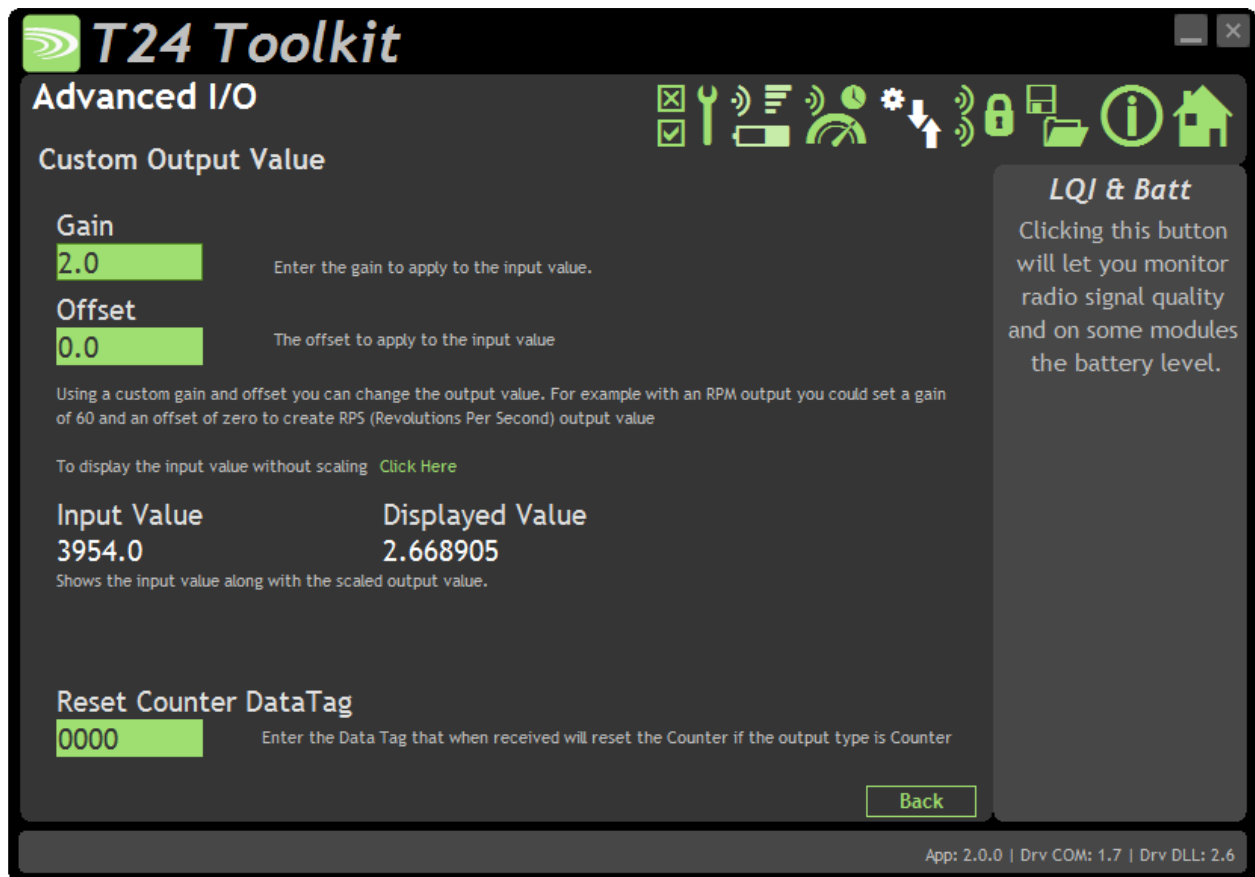 T24 Toolkit
Advanced I/O
Custom Output Value
Gain
2.0
Enter the gain to apply to the input value.
Offset
0.0
The offset to apply to the input value
Using a custom gain and offset you can change the output value. For example with an RPM output you could set a gain
of 60 and an offset of zero to create RPS (Revolutions Per Second) output value
To display the input value without scaling Click Here
Input Value
Displayed Value
3954.0
2.668905
Shows the input value along with the scaled output value.
Reset Counter DataTag
0000
Enter the Data Tag that when received will reset the Counter if the output type is Counter
Back
LQI & Batt
Clicking this button
will let you monitor
radio signal quality
and on some modules
the battery level.
App: 2.0.0 | Drv COM: 1.7 | Drv DLL: 2.6